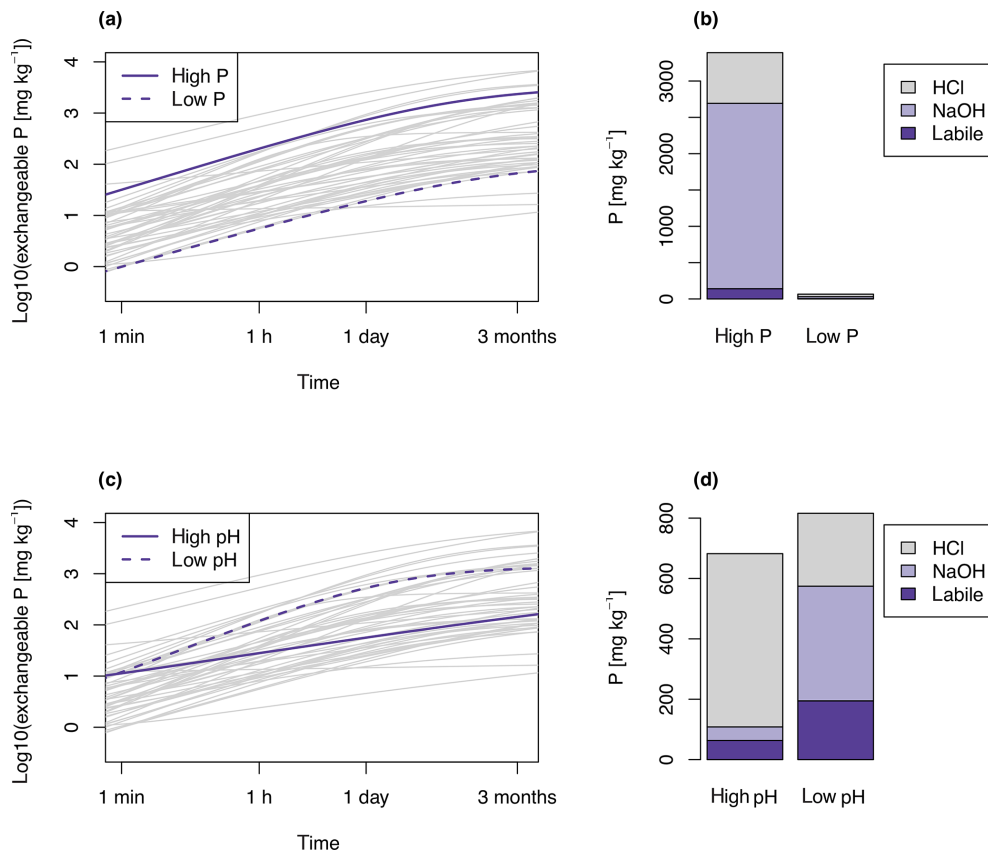 (a)
Log10(exchangeable P [mg kg⁻¹])
4
3
2
1
0
High P
Low P
1 min
1 h
1 day
3 months
Time
(b)
P [mg kg⁻¹]
3000
2000
1000
0
High P
Low P
HCl
NaOH
Labile
(c)
Log10(exchangeable P [mg kg⁻¹])
4
3
2
1
0
High pH
Low pH
1 min
1 h
1 day
3 months
Time
(d)
P [mg kg⁻¹]
800
600
400
200
0
High pH
Low pH
HCl
NaOH
Labile